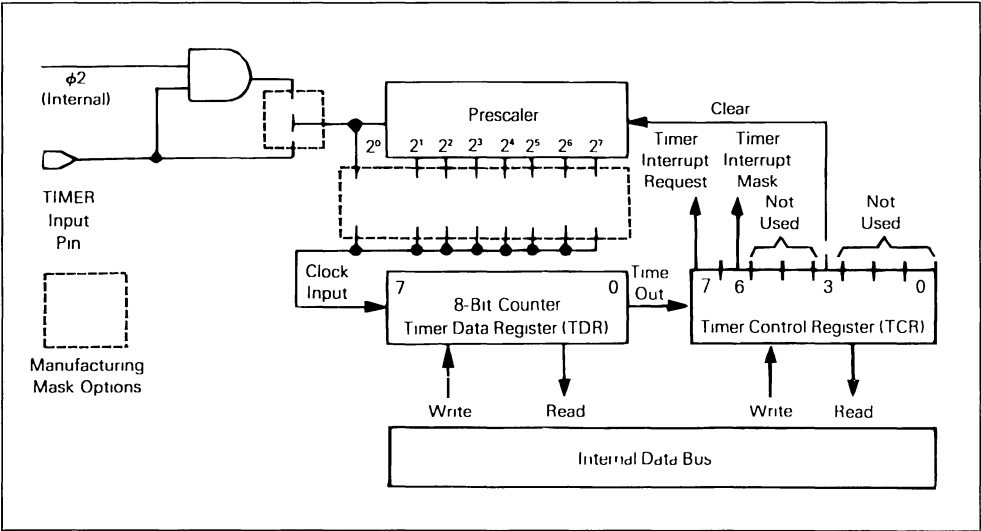 ϕ2
(Internal)
TIMER
Input
Pin
Manufacturing
Mask Options
Prescaler
2⁰ 2¹ 2² 2³ 2⁴ 2⁵ 2⁶ 2⁷
Clear
Timer
Interrupt
Request
Timer
Interrupt
Mask
Not
Used
Not
Used
Clock
Input
7 0
8-Bit Counter
Timer Data Register (TDR)
Time
Out
7 6 3 0
Timer Control Register (TCR)
Write
Read
Write
Read
Internal Data Bus